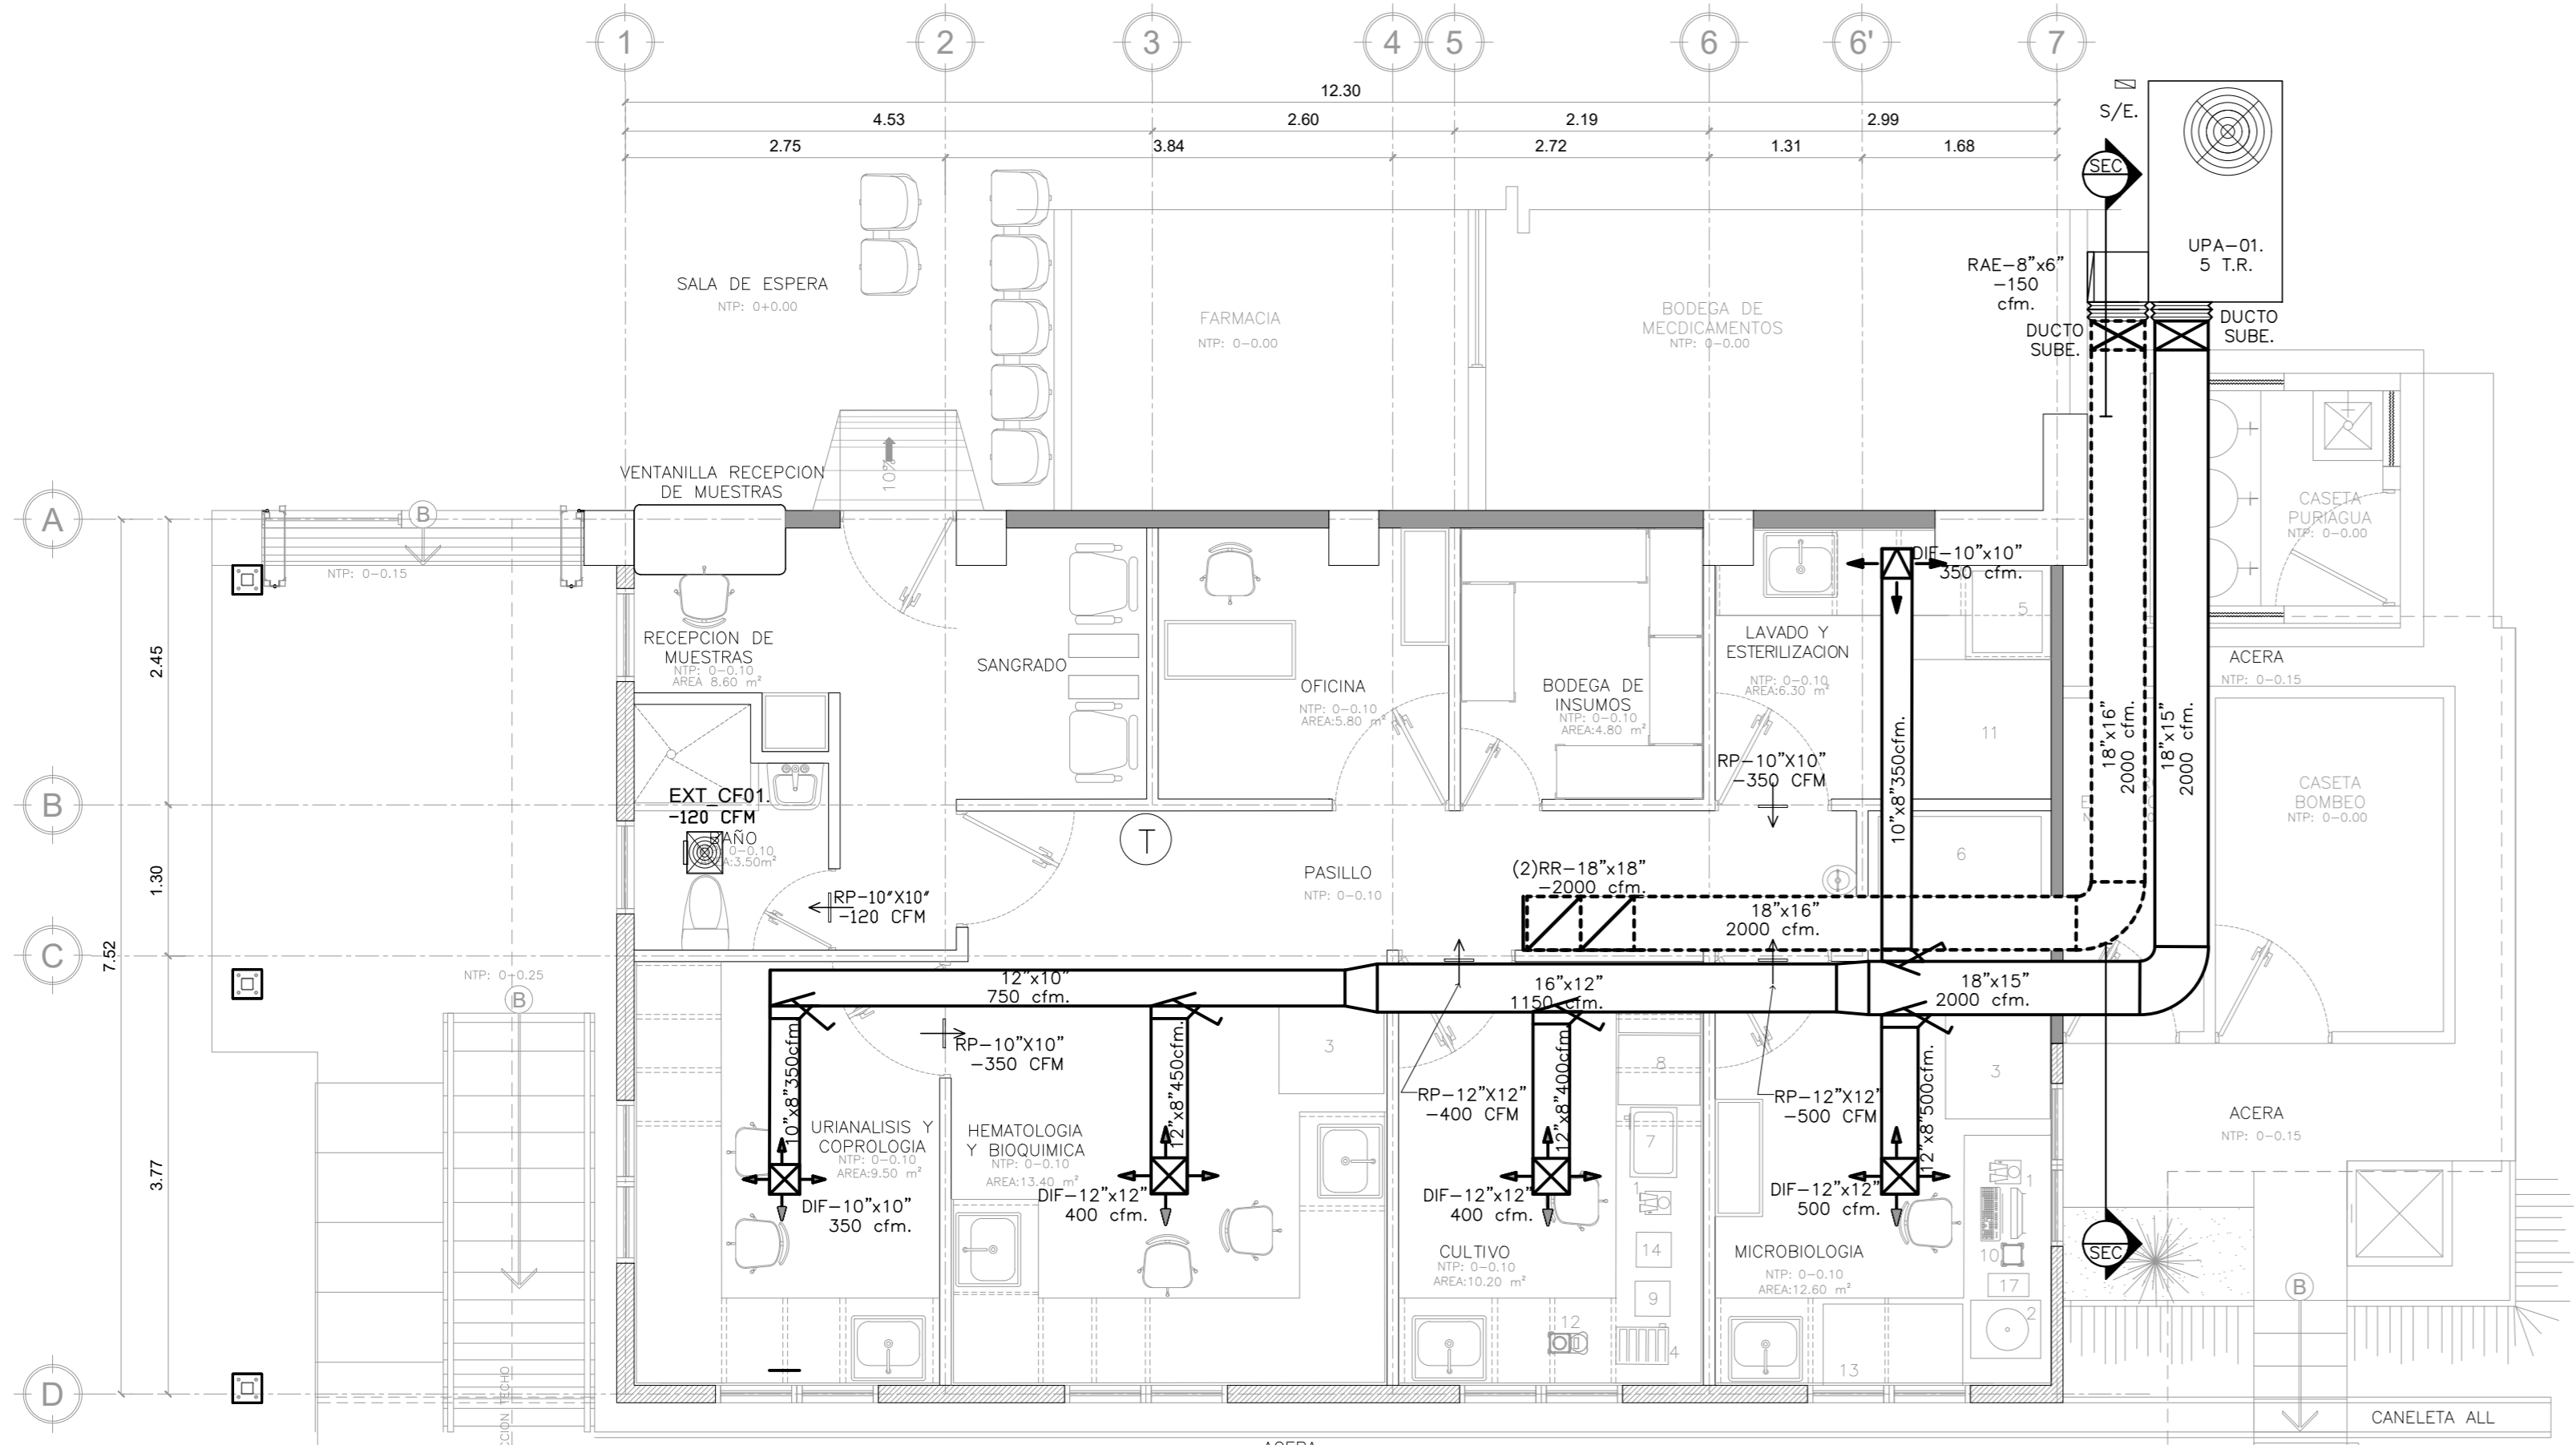 1
2
3
4
5
6
6'
7
12.30
4.53
2.60
2.19
2.99
2.75
3.84
2.72
1.31
1.68
S/E.
SEC
UPA-01.
5 T.R.
RAE-8"x6"
-150
cfm.
DUCTO
SUBE.
DUCTO
SUBE.
SALA DE ESPERA
NTP: 0+0.00
FARMACIA
NTP: 0-0.00
BODEGA DE
MECDICAMENTOS
NTP: 0-0.00
10%
VENTANILLA RECEPCION
DE MUESTRAS
A
B
NTP: 0-0.15
CASETA
PURIAGUA
NTP: 0-0.00
DIF-10"x10"
350 cfm.
5
RECEPCION DE
MUESTRAS
NTP: 0-0.10
AREA 8.60 m²
SANGRADO
OFICINA
NTP: 0-0.10
AREA:5.80 m²
BODEGA DE
INSUMOS
NTP: 0-0.10
AREA:4.80 m²
LAVADO Y
ESTERILIZACION
NTP: 0-0.10
AREA:6.30 m²
ACERA
NTP: 0-0.15
2.45
11
18"x16"
2000 cfm.
18"x15"
2000 cfm.
10"x8"350cfm.
RP-10"X10"
-350 CFM
B
EXT_CF01.
-120 CFM
BAÑO
0-0.10
A:3.50m²
T
CASETA
BOMBEO
NTP: 0-0.00
6
1.30
PASILLO
NTP: 0-0.10
(2)RR-18"x18"
-2000 cfm.
RP-10"X10"
-120 CFM
18"x16"
2000 cfm.
C
7.52
NTP: 0-0.25
B
12"x10"
750 cfm.
16"x12"
1150 cfm.
18"x15"
2000 cfm.
RP-10"X10"
-350 CFM
3
8
3
10"x8"350cfm
12"x8"450cfm.
12"x8"400cfm
12"x8"500cfm.
RP-12"X12"
-400 CFM
RP-12"X12"
-500 CFM
ACERA
NTP: 0-0.15
3.77
URIANALISIS Y
COPROLOGIA
NTP: 0-0.10
AREA:9.50 m²
HEMATOLOGIA
Y BIOQUIMICA
NTP: 0-0.10
AREA:13.40 m²
7
DIF-10"x10"
350 cfm.
DIF-12"x12"
400 cfm.
DIF-12"x12"
400 cfm.
DIF-12"x12"
500 cfm.
1
1
CULTIVO
NTP: 0-0.10
AREA:10.20 m²
14
MICROBIOLOGIA
NTP: 0-0.10
AREA:12.60 m²
10
17
SEC
B
9
2
12
4
13
D
CCION TECHO
CANELETA ALL
ACERA